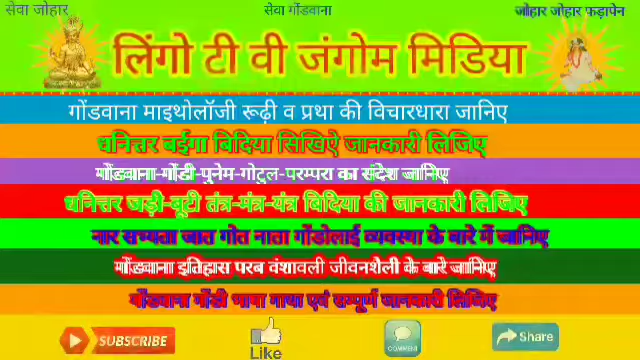 सेवा जोहार
सेवा गोंडवाना
जोहार जोहार फड़ापेन
लिंगो टी वी जंगोम मिडिया
गोंडवाना माइथोलॉजी रूढ़ी व प्रथा की विचारधारा जानिए
धनित्तर बईगा बिदिया सिखिऐ जानकारी लिजिए
गोंडवाना-गोंडी-पुनेम-गोटुल-परम्परा का संदेश जानिए
धनित्तर जड़ी-बूटी तंत्र-मंत्र-यंत्र बिदिया की जानकारी लिजिए
नार सभ्यता जात गोत नाता गोंडोलाई व्यवस्था के बारे में जानिए
गोंडवाना इतिहास परब वंशावली जीवनशैली के बारे जानिए
गोंडवाना गोंडी भाषा गाथा एवं सम्पूर्ण जानकारी लिजिए
SUBSCRIBE
Like
COMMENT
Share